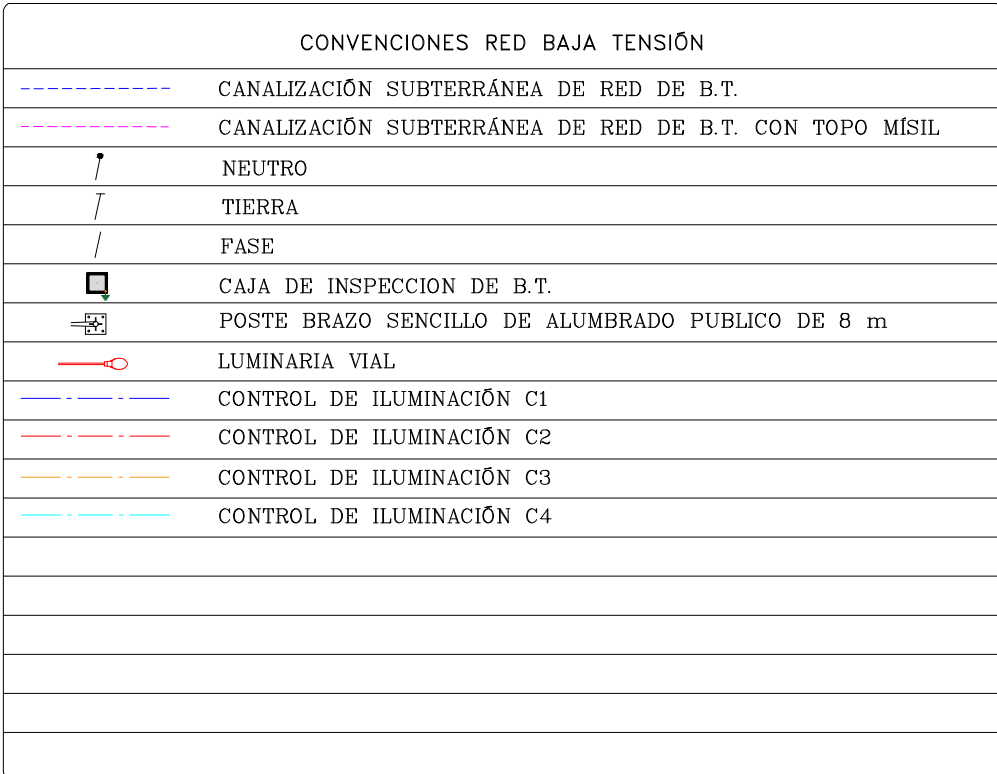 CONVENCIONES RED BAJA TENSIÓN
CANALIZACIÓN SUBTERRÁNEA DE RED DE B.T.
CANALIZACIÓN SUBTERRÁNEA DE RED DE B.T. CON TOPO MÍSIL
NEUTRO
TIERRA
FASE
CAJA DE INSPECCION DE B.T.
POSTE BRAZO SENCILLO DE ALUMBRADO PUBLICO DE 8 m
LUMINARIA VIAL
CONTROL DE ILUMINACIÓN C1
CONTROL DE ILUMINACIÓN C2
CONTROL DE ILUMINACIÓN C3
CONTROL DE ILUMINACIÓN C4